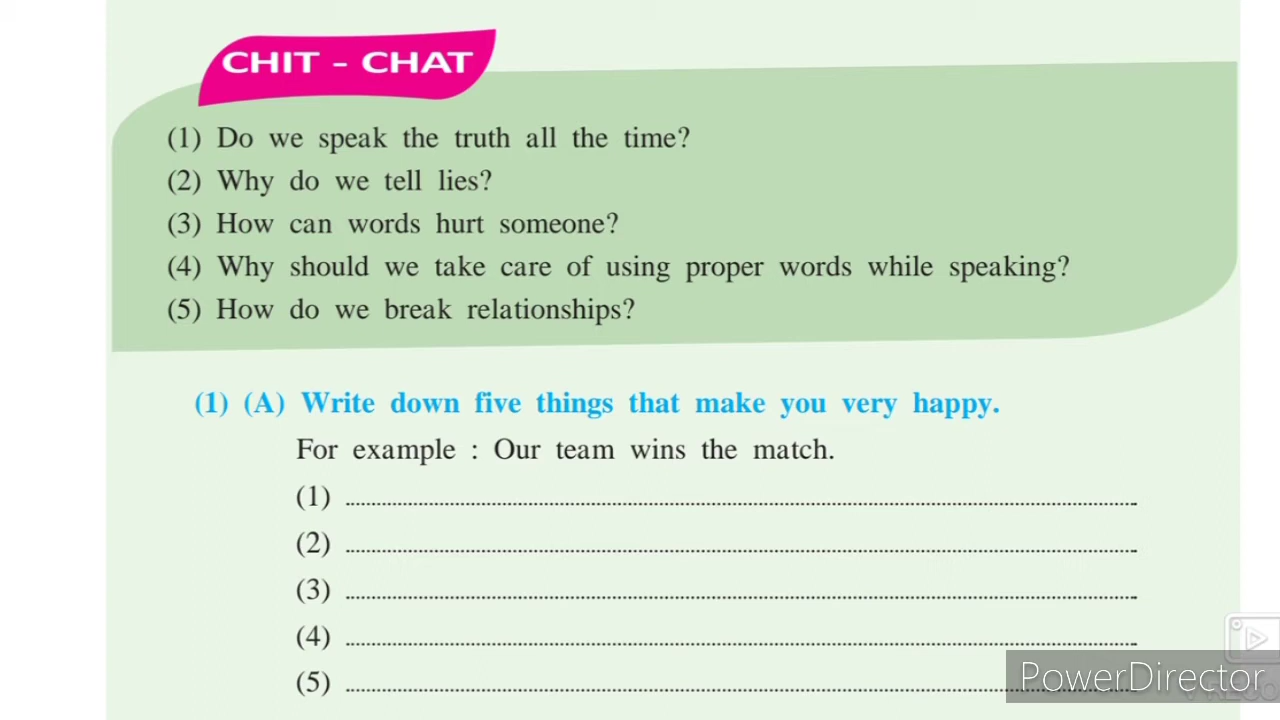 CHIT - CHAT
(1) Do we speak the truth all the time?
(2) Why do we tell lies?
(3) How can words hurt someone?
(4) Why should we take care of using proper words while speaking?
(5) How do we break relationships?
(1) (A) Write down five things that make you very happy.
For example : Our team wins the match.
(1) ........................................................
(2) ........................................................
(3) ........................................................
(4) ........................................................
(5) ........................................................
PowerDirector